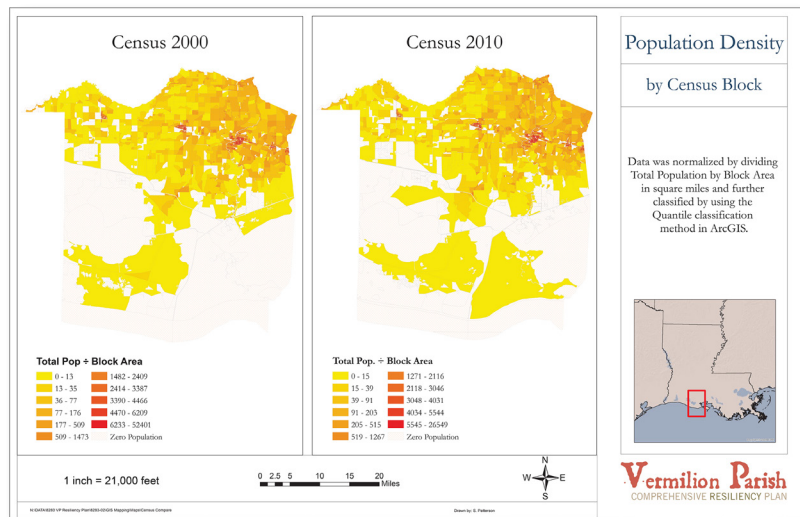 Census 2000
Total Pop ÷ Block Area
0 - 13
13 - 35
36 - 77
77 - 176
177 - 509
509 - 1473
1482 - 2409
2414 - 3387
3390 - 4466
4470 - 6209
6233 - 52401
Zero Population
Census 2010
Total Pop. ÷ Block Area
0 - 15
15 - 39
39 - 91
91 - 203
205 - 515
519 - 1267
1271 - 2116
2118 - 3046
3048 - 4031
4034 - 5544
5545 - 26549
Zero Population
1 inch = 21,000 feet
0 2.5 5 10 15 20
Miles
N
W E
S
Drawn by: S. Patterson
Population Density
by Census Block
Data was normalized by dividing
Total Population by Block Area
in square miles and further
classified by using the
Quantile classification
method in ArcGIS.
Vermilion Parish
COMPREHENSIVE RESILIENCY PLAN